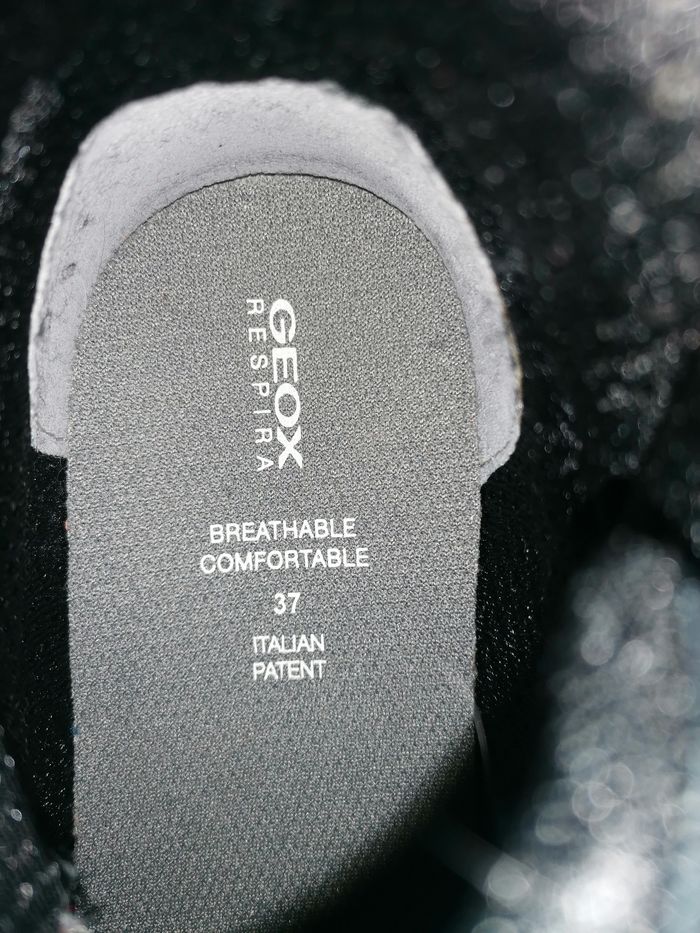 GEOX
RESPIRA
BREATHABLE
COMFORTABLE
37
ITALIAN
PATENT